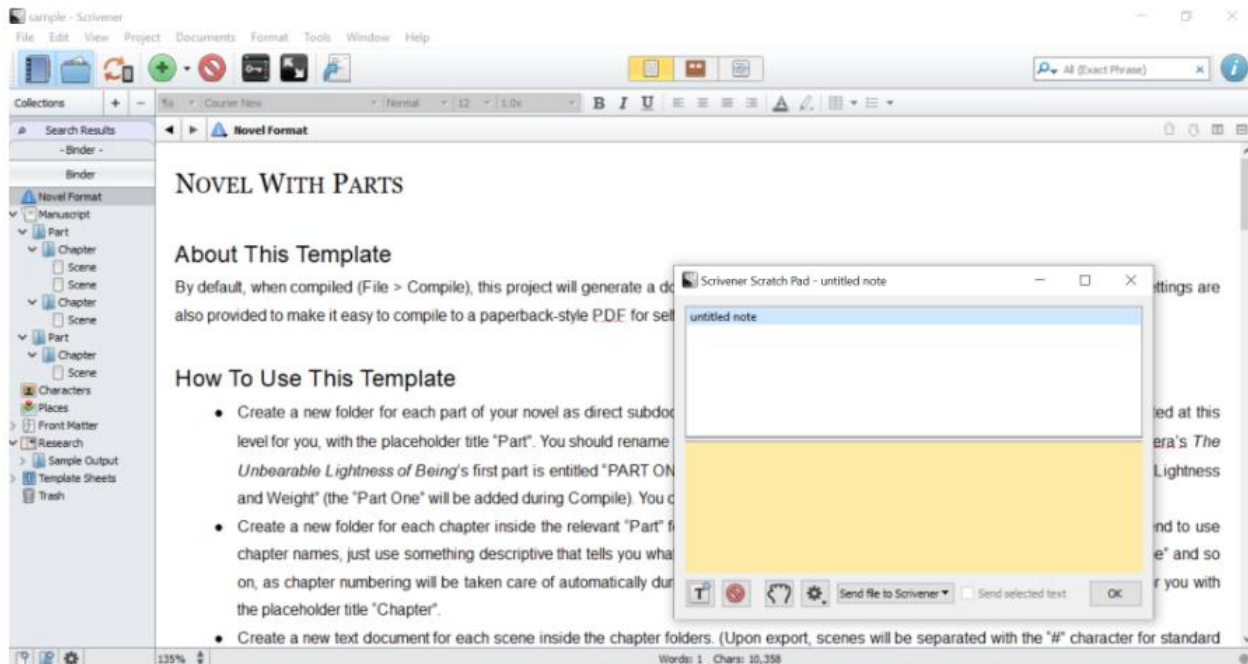 sample - Scrivener
File Edit View Project Documents Format Tools Window Help
All (Exact Phrase)
Collections + -
Courier New Normal 12 1.0x B I U A
Search Results
Novel Format
- Binder -
Binder
Novel Format
Manuscript
Part
Chapter
Scene
Scene
Chapter
Scene
Part
Chapter
Scene
Characters
Places
Front Matter
Research
Sample Output
Template Sheets
Trash
NOVEL WITH PARTS
About This Template
By default, when compiled (File > Compile), this project will generate a do
ttings are
also provided to make it easy to compile to a paperback-style PDF for sel
How To Use This Template
• Create a new folder for each part of your novel as direct subdoc
ted at this
level for you, with the placeholder title "Part". You should rename
era's The
Unbearable Lightness of Being's first part is entitled "PART ON
Lightness
and Weight" (the "Part One" will be added during Compile). You c
• Create a new folder for each chapter inside the relevant "Part" f
nd to use
chapter names, just use something descriptive that tells you wha
e" and so
on, as chapter numbering will be taken care of automatically dur
r you with
the placeholder title "Chapter".
• Create a new text document for each scene inside the chapter folders. (Upon export, scenes will be separated with the "#" character for standard
Scrivener Scratch Pad - untitled note
untitled note
Send file to Scrivener Send selected text OK
135% Words: 1 Chars: 10,358